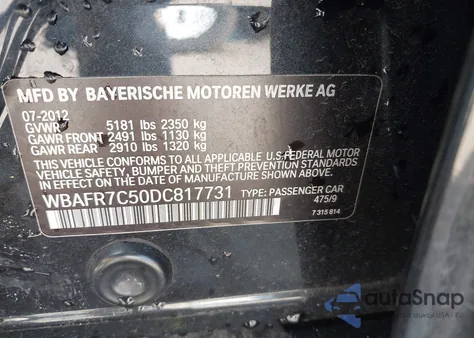 MFD BY BAYERISCHE MOTOREN WERKE AG
07-2012
GVWR 5181 lbs 2350 kg
GAWR FRONT 2491 lbs 1130 kg
GAWR REAR 2910 lbs 1320 kg
THIS VEHICLE CONFORMS TO ALL APPLICABLE U.S. FEDERAL MOTOR
VEHICLE SAFETY, BUMPER AND THEFT PREVENTION STANDARDS
IN EFFECT ON THE DATE OF MANUFACTURE SHOWN ABOVE.
WBAFR7C50DC817731 TYPE: PASSENGER CAR
475/9
7 315 814
autoSnap